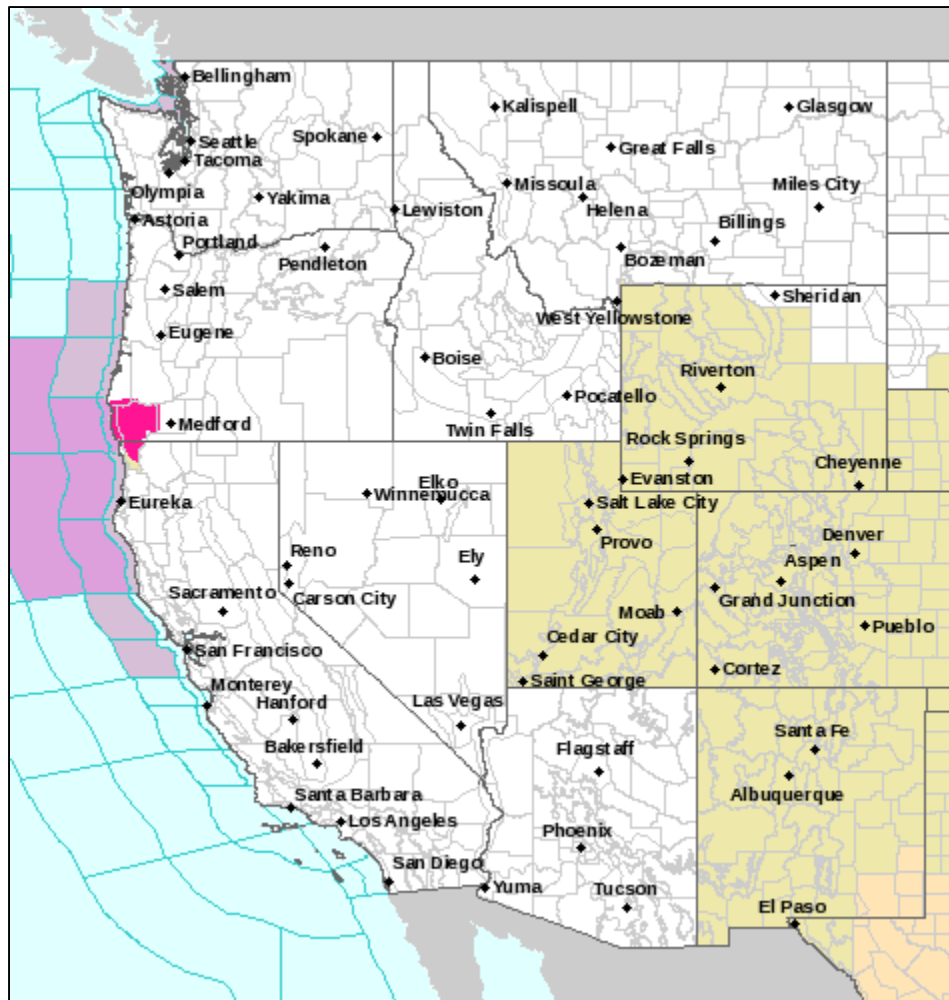 Bellingham
Kalispell
Glasgow
Spokane
Seattle
Great Falls
Tacoma
Missoula
Miles City
Olympia
Yakima
Helena
Lewiston
Astoria
Billings
Portland
Pendleton
Bozeman
Salem
Sheridan
West Yellowstone
Eugene
Boise
Riverton
Pocatello
Medford
Twin Falls
Rock Springs
Cheyenne
Elko
Evanston
Winnemucca
Eureka
Salt Lake City
Denver
Provo
Reno
Ely
Aspen
Sacramento
Carson City
Grand Junction
Moab
Pueblo
Cedar City
San Francisco
Cortez
Saint George
Monterey
Hanford
Las Vegas
Santa Fe
Bakersfield
Flagstaff
Albuquerque
Santa Barbara
Los Angeles
Phoenix
San Diego
Yuma
Tucson
El Paso